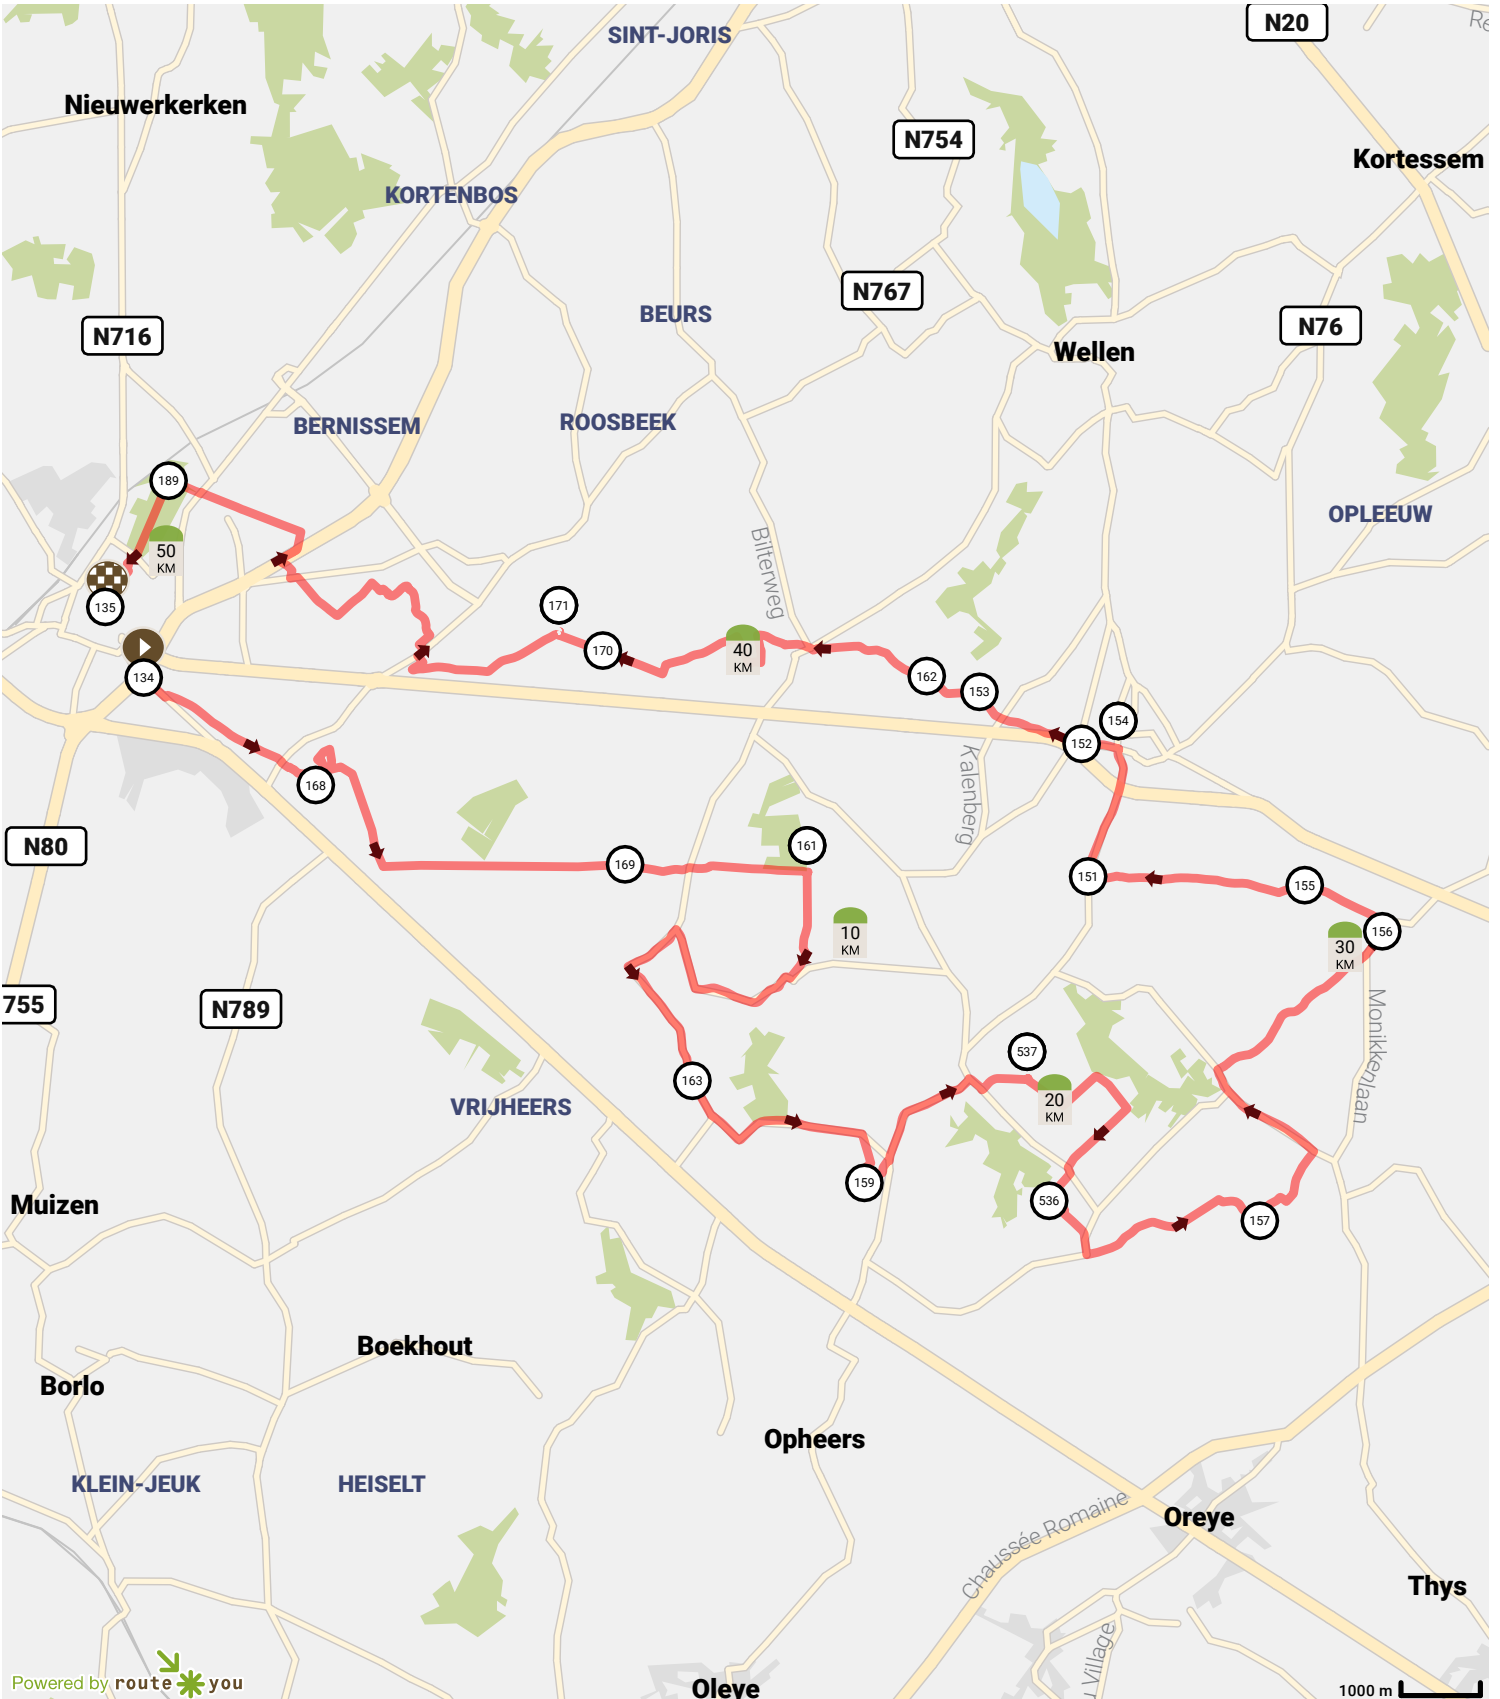 N20
SINT-JORIS
Nieuwerkerken
N754
Kortessem
KORTENBOS
N767
BEURS
N716
N76
Wellen
BERNISSEM
ROOSBEEK
189
OPLEEUW
50
KM
Bilterweg
135
171
40
KM
170
134
162
153
154
152
168
Kalenberg
N80
169
161
151
155
10
KM
30
KM
156
755
N789
Monikkenlaan
537
163
20
KM
VRIJHEERS
159
536
157
Muizen
Boekhout
Borlo
Opheers
KLEIN-JEUK
HEISELT
Chaussée Romaine
Oreye
Thys
Village
Oleye
Powered by route you
1000 m